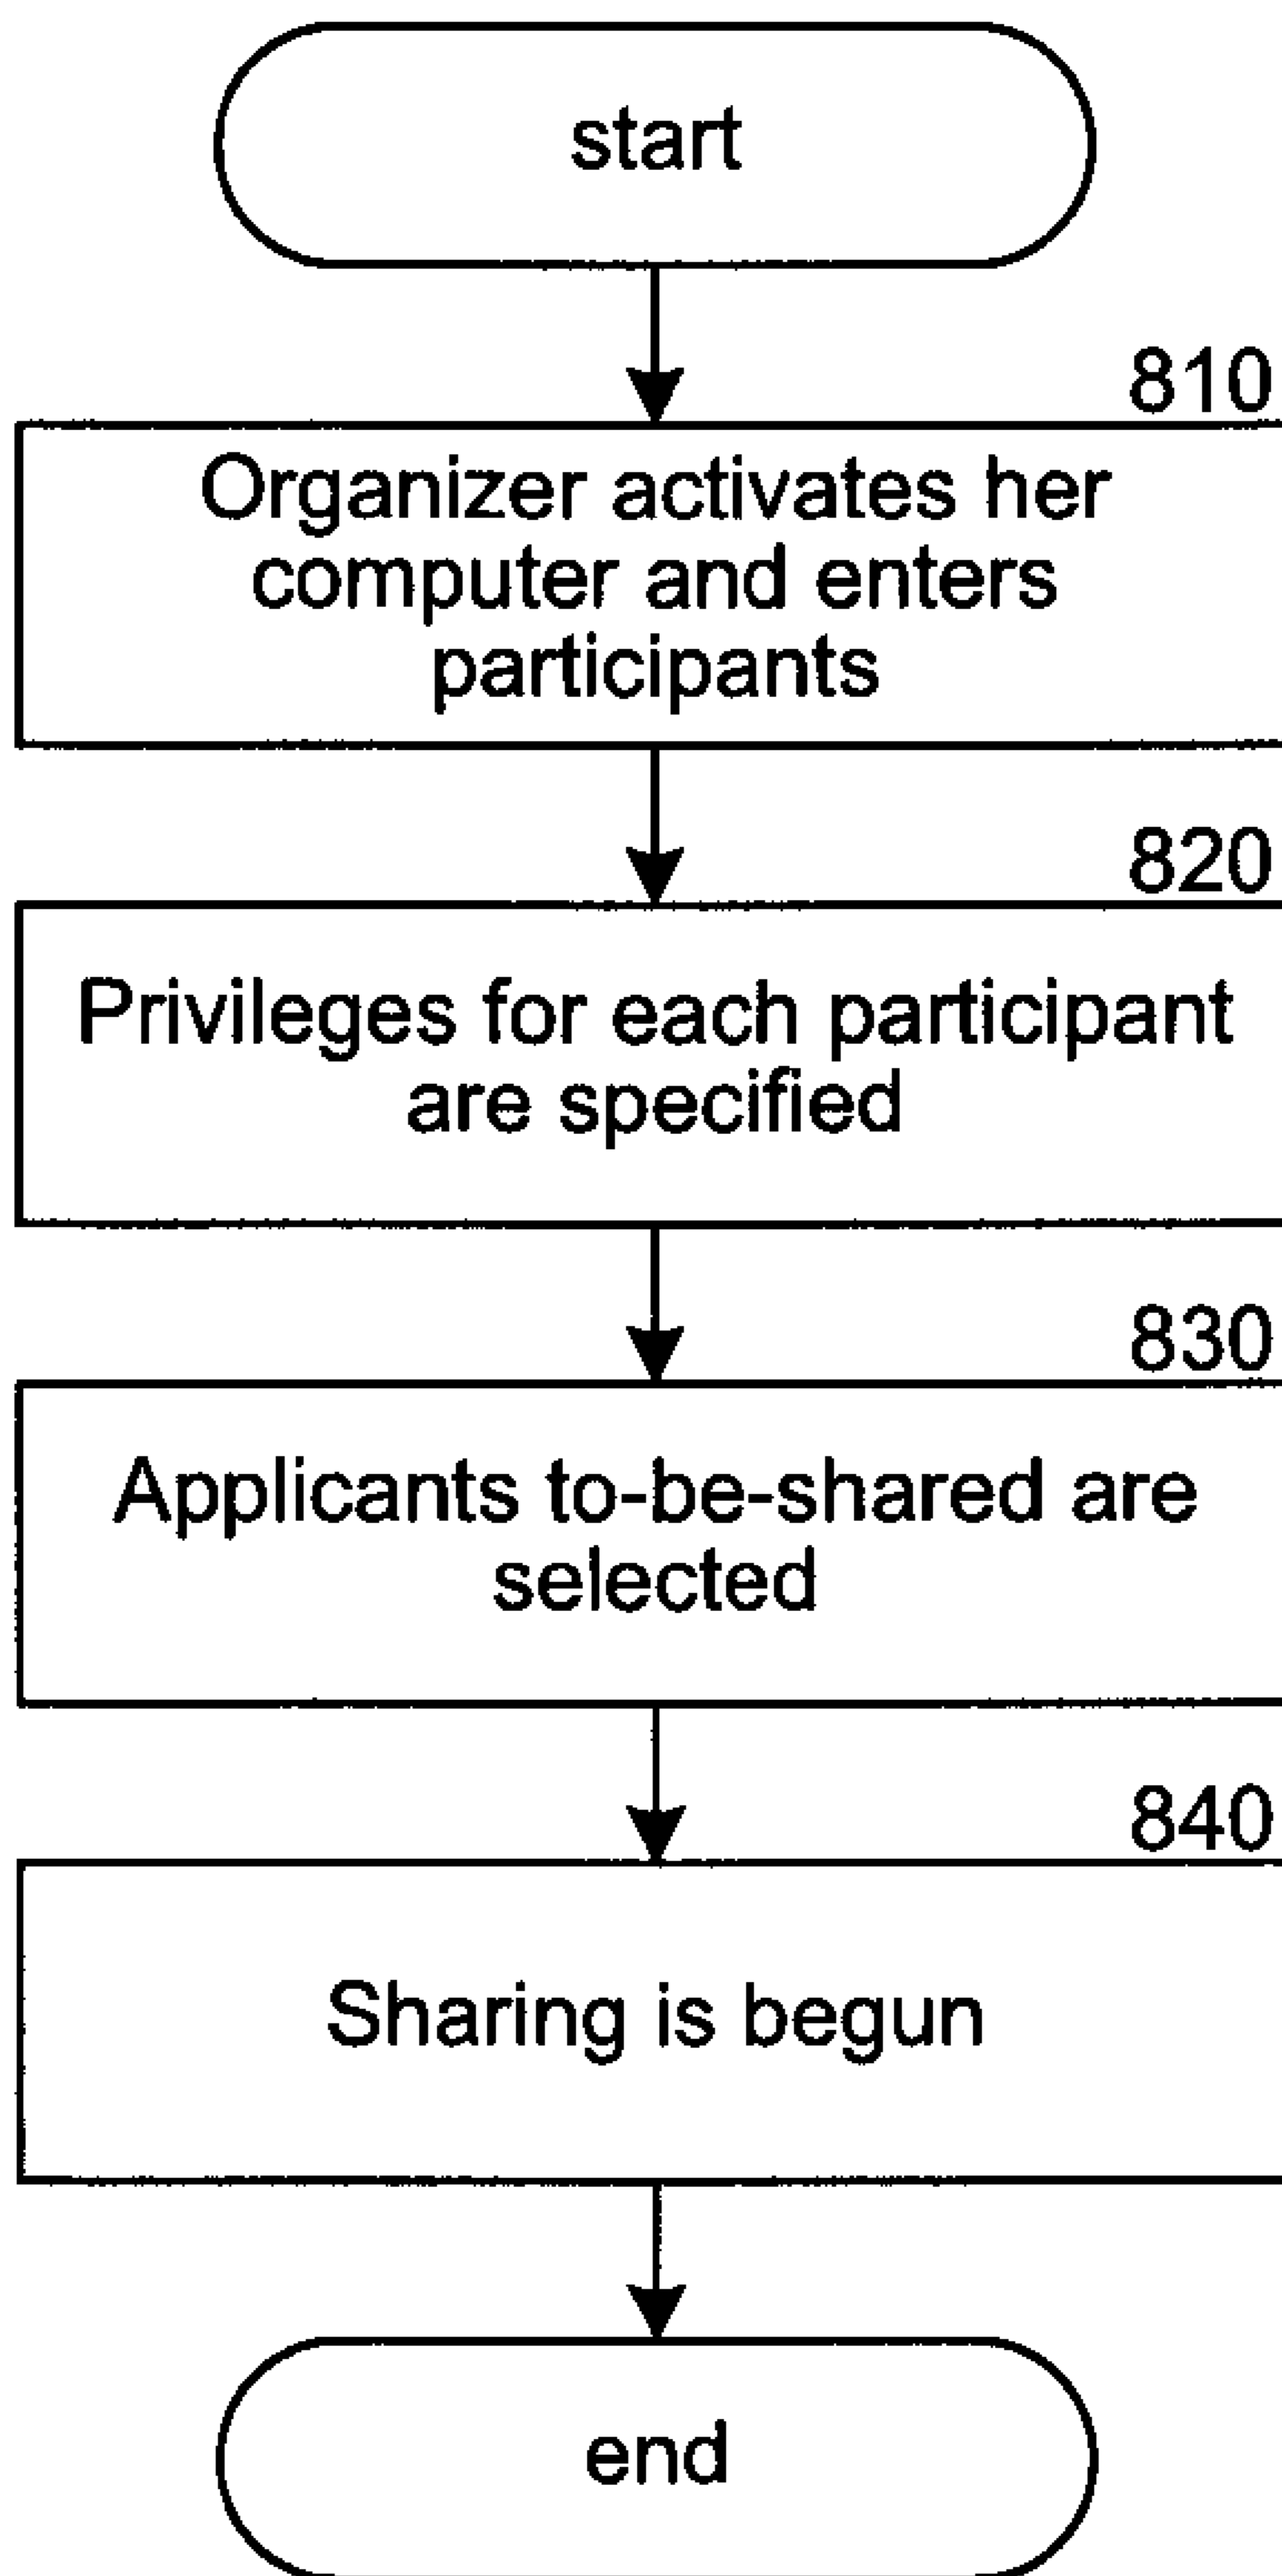 start
810
Organizer activates her
computer and enters
participants
820
Privileges for each participant
are specified
830
Applicants to-be-shared are
selected
840
Sharing is begun
end